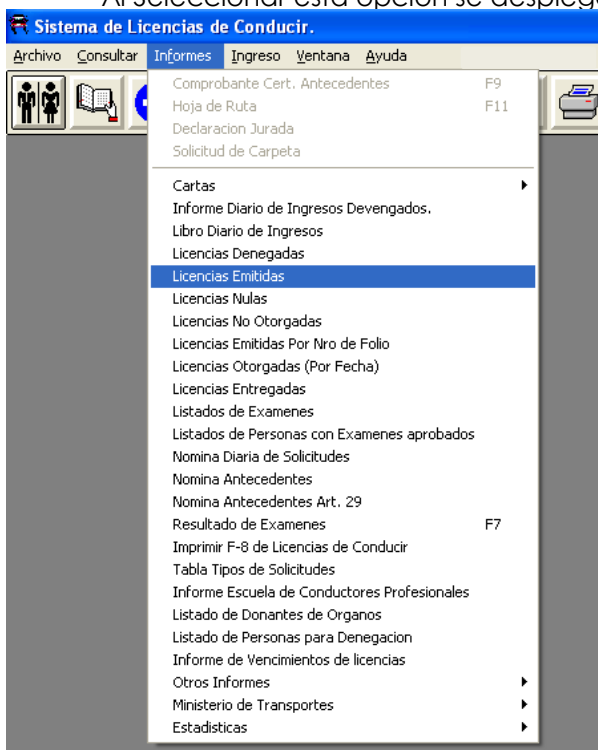 Al seleccionar esta opción se despleg
Sistema de Licencias de Conducir.
Archivo Consultar Informes Ingreso Ventana Ayuda
Comprobante Cert. Antecedentes F9
Hoja de Ruta F11
Declaracion Jurada
Solicitud de Carpeta
Cartas
Informe Diario de Ingresos Devengados.
Libro Diario de Ingresos
Licencias Denegadas
Licencias Emitidas
Licencias Nulas
Licencias No Otorgadas
Licencias Emitidas Por Nro de Folio
Licencias Otorgadas (Por Fecha)
Licencias Entregadas
Listados de Examenes
Listados de Personas con Examenes aprobados
Nomina Diaria de Solicitudes
Nomina Antecedentes
Nomina Antecedentes Art. 29
Resultado de Examenes F7
Imprimir F-8 de Licencias de Conducir
Tabla Tipos de Solicitudes
Informe Escuela de Conductores Profesionales
Listado de Donantes de Organos
Listado de Personas para Denegacion
Informe de Vencimientos de licencias
Otros Informes
Ministerio de Transportes
Estadisticas